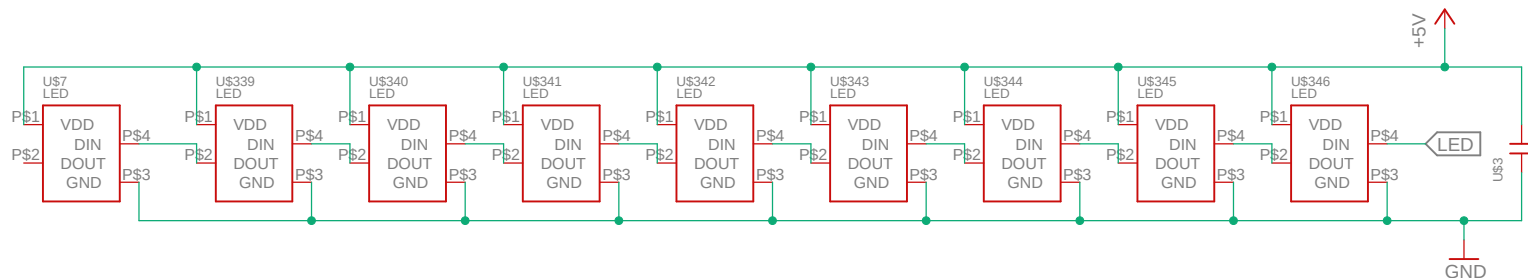 +5V
U$7
LED
P$1
VDD
P$4
DIN
P$2
DOUT
GND
P$3
U$339
LED
P$1
VDD
P$4
DIN
P$2
DOUT
GND
P$3
U$340
LED
P$1
VDD
P$4
DIN
P$2
DOUT
GND
P$3
U$341
LED
P$1
VDD
P$4
DIN
P$2
DOUT
GND
P$3
U$342
LED
P$1
VDD
P$4
DIN
P$2
DOUT
GND
P$3
U$343
LED
P$1
VDD
P$4
DIN
P$2
DOUT
GND
P$3
U$344
LED
P$1
VDD
P$4
DIN
P$2
DOUT
GND
P$3
U$345
LED
P$1
VDD
P$4
DIN
P$2
DOUT
GND
P$3
U$346
LED
P$1
VDD
P$4
DIN
P$2
DOUT
GND
P$3
LED
U$3
GND